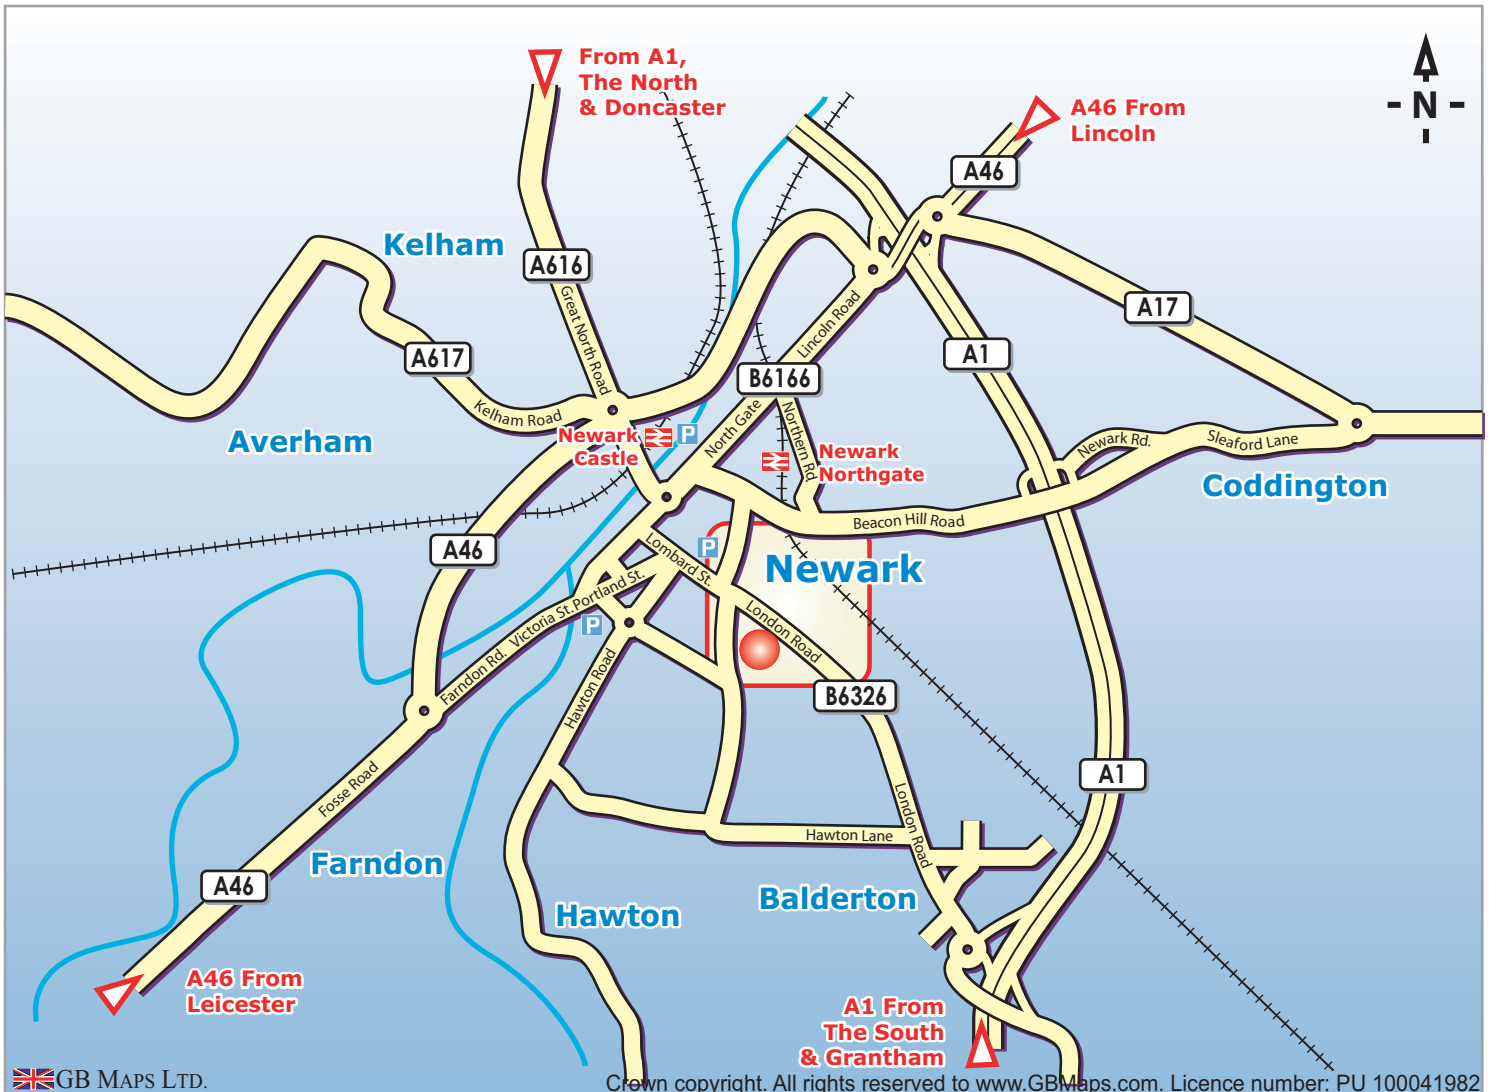 From A1,
The North
& Doncaster
A46 From
Lincoln
N
A46
Kelham
A616
A17
Great North Road
Lincoln Road
A1
A617
B6166
Kelham Road
North Gate
Northern Rd
Newark Rd.
Sleaford Lane
Averham
Newark
Castle
P
Newark
Northgate
Coddington
Beacon Hill Road
A46
Lombard St.
P
Newark
Portland St.
Victoria St.
P
London Road
Farndon Rd.
Hawton Road
B6326
Fosse Road
A1
London Road
Hawton Lane
Farndon
A46
Balderton
Hawton
A46 From
Leicester
A1 From
The South
& Grantham
GB MAPS LTD.
Crown copyright. All rights reserved to www.GBMaps.com. Licence number: PU 100041982